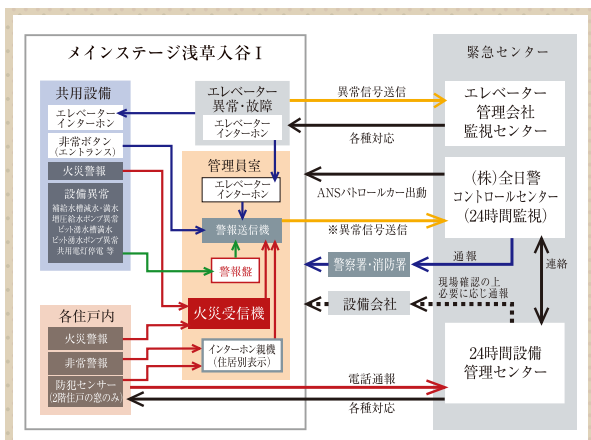 メインステージ浅草入谷Ⅰ
緊急センター
共用設備
エレベーター
インターホン
非常ボタン
(エントランス)
火災警報
設備異常
補給水槽減水・満水
増圧給水ポンプ異常
ピット湧水槽満水
ピット湧水ポンプ異常
共用電灯停電 等
エレベーター
異常・故障
エレベーター
インターホン
管理員室
エレベーター
インターホン
警報送信機
警報盤
火災受信機
インターホン親機
(住居別表示)
各住戸内
火災警報
非常警報
防犯センサー
(2階住戸の窓のみ)
異常信号送信
各種対応
ANSパトロールカー出動
※異常信号送信
警察署・消防署
通報
設備会社
現場確認の上
必要に応じ通報
連絡
電話通報
各種対応
エレベーター
管理会社
監視センター
(株)全日警
コントロールセンター
(24時間監視)
24時間設備
管理センター